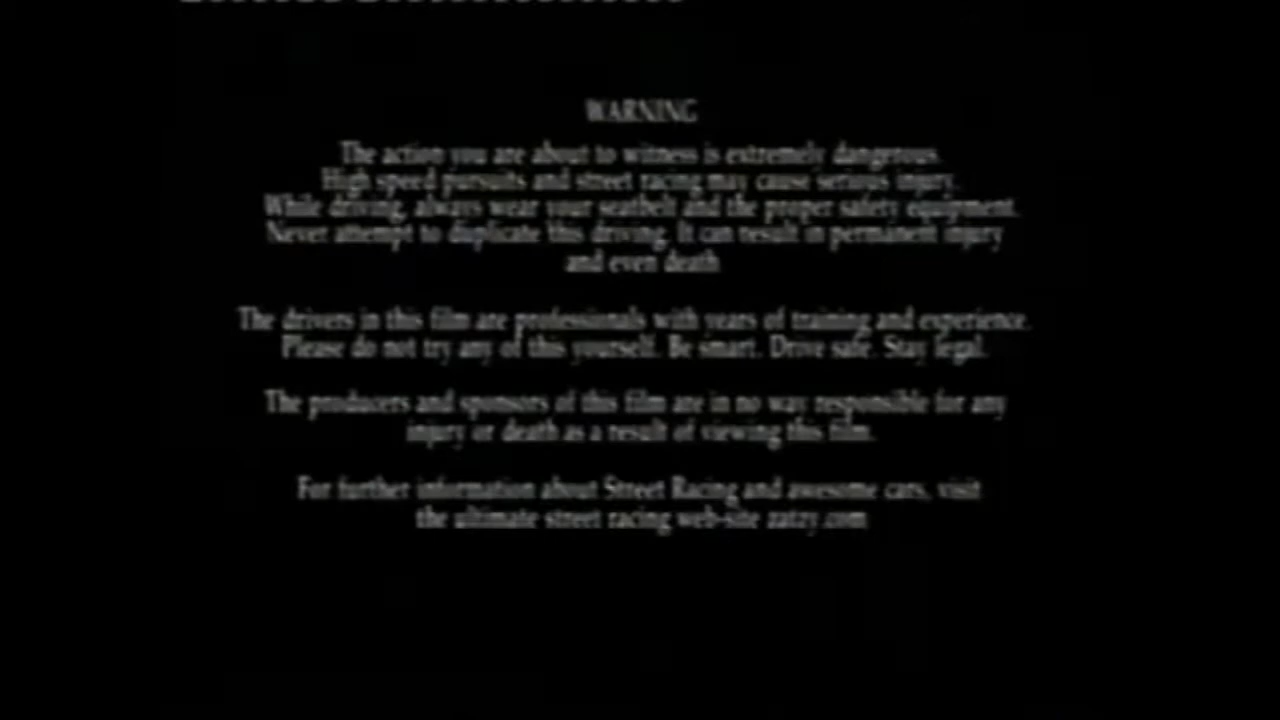 WARNING
The action you are about to witness is extremely dangerous.
High speed pursuits and street racing may cause serious injury.
While driving, always wear your seatbelt and the proper safety equipment.
Never attempt to duplicate this driving. It can result in permanent injury
and even death
The drivers in this film are professionals with years of training and experience.
Please do not try any of this yourself. Be smart. Drive safe. Stay legal.
The producers and sponsors of this film are in no way responsible for any
injury or death as a result of viewing this film.
For further information about Street Racing and awesome cars, visit
the ultimate street racing web-site zatzy.com